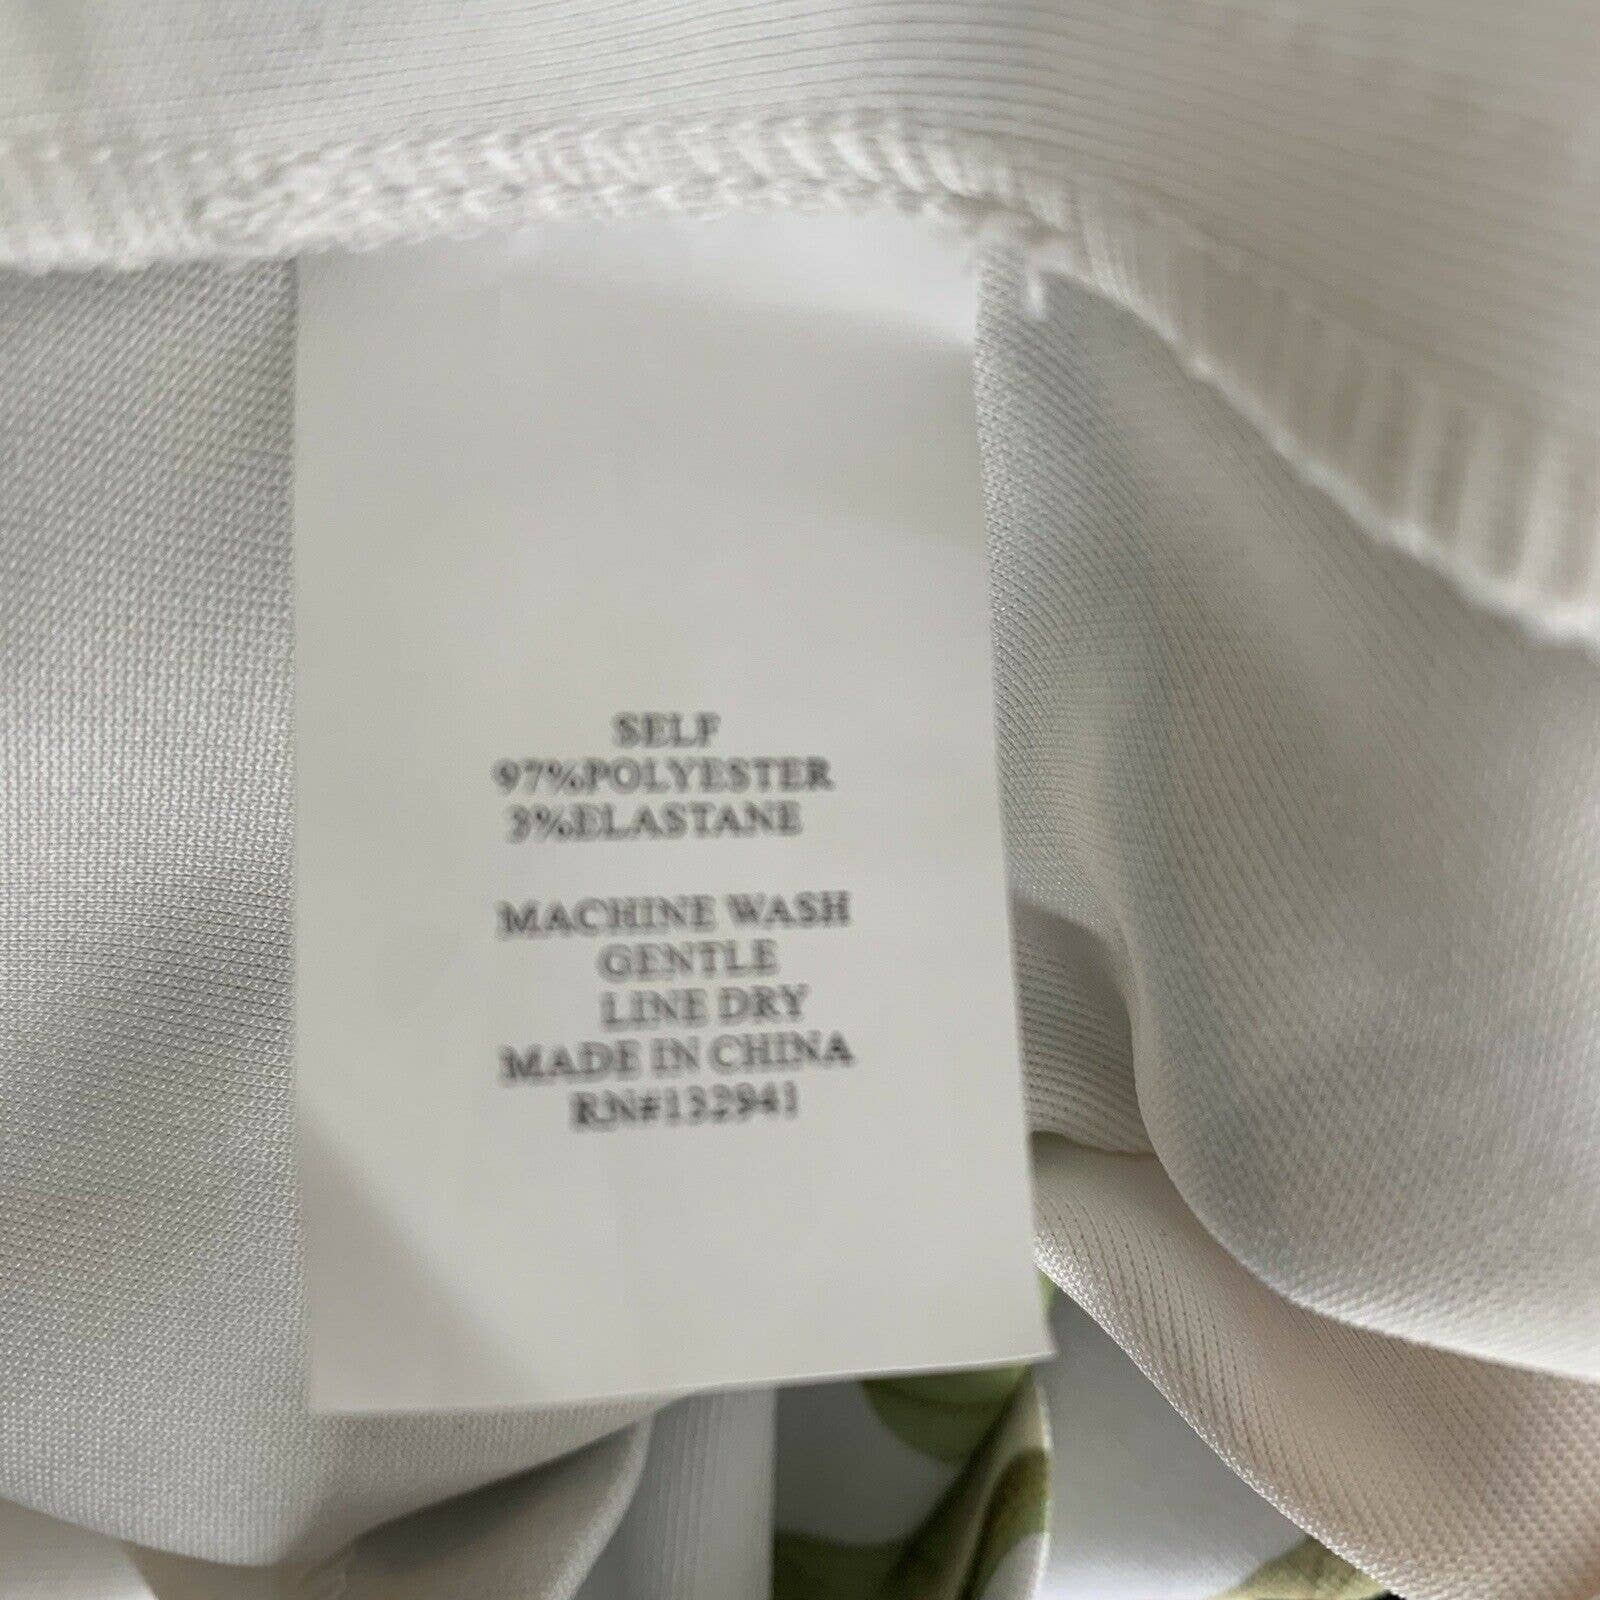 SELF
97%POLYESTER
3%ELASTANE
MACHINE WASH
GENTLE
LINE DRY
MADE IN CHINA
RN#132941